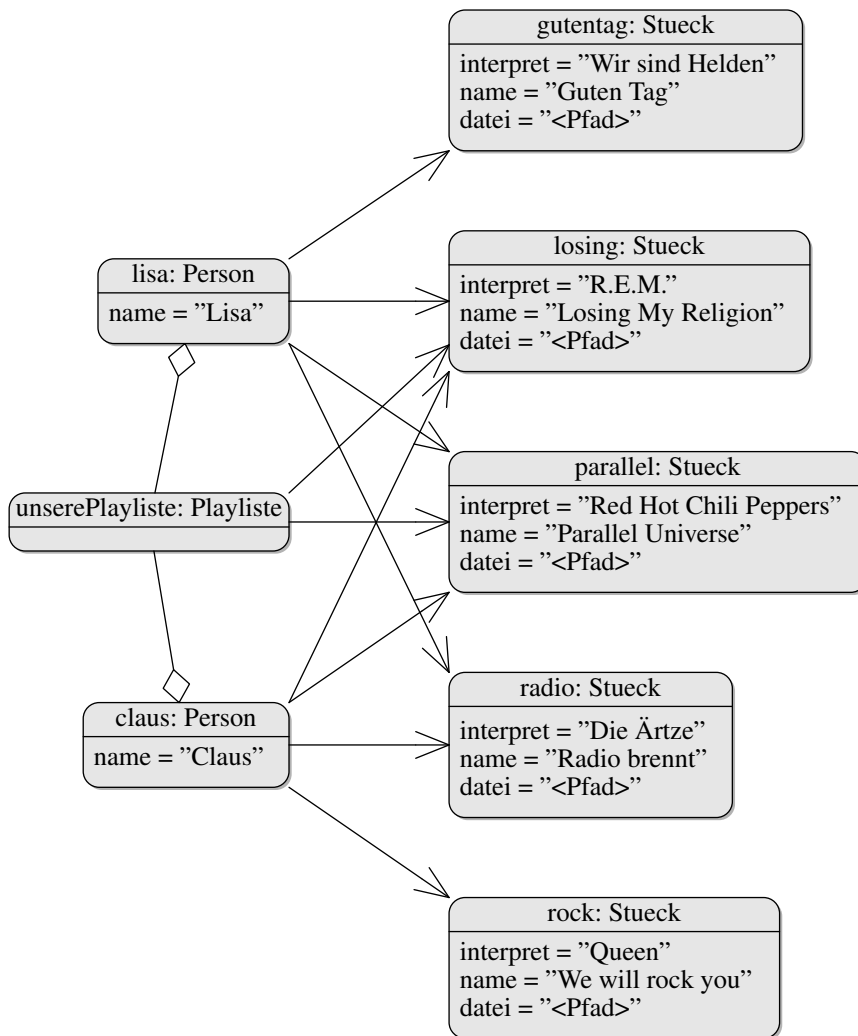 gutentag: Stueck
interpret = ”Wir sind Helden”
name = ”Guten Tag”
datei = ”<Pfad>”
lisa: Person
name = ”Lisa”
losing: Stueck
interpret = ”R.E.M.”
name = ”Losing My Religion”
datei = ”<Pfad>”
unserePlayliste: Playliste
parallel: Stueck
interpret = ”Red Hot Chili Peppers”
name = ”Parallel Universe”
datei = ”<Pfad>”
claus: Person
name = ”Claus”
radio: Stueck
interpret = ”Die Ärtze”
name = ”Radio brennt”
datei = ”<Pfad>”
rock: Stueck
interpret = ”Queen”
name = ”We will rock you”
datei = ”<Pfad>”